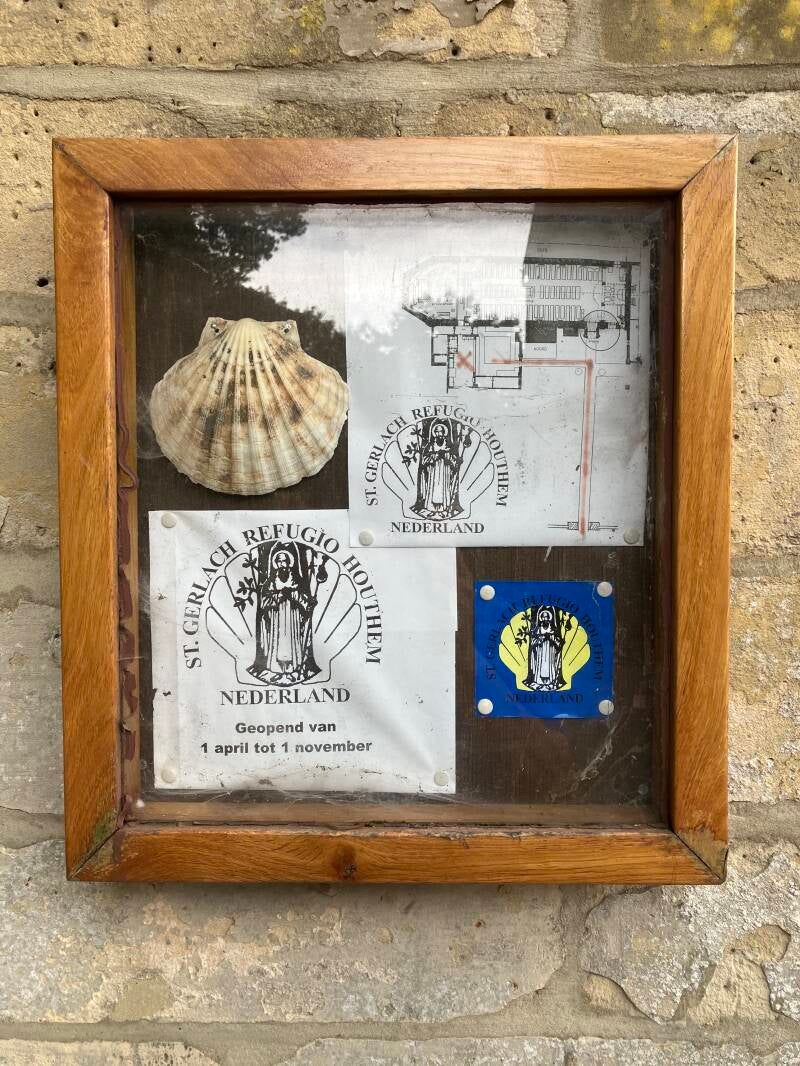 ST. GERLACH REFUGIO HOUTHEM
NEDERLAND
ST. GERLACH REFUGIO HOUTHEM
NEDERLAND
Geopend van
1 april tot 1 november
ST. GERLACH REFUGIO HOUTHEM
NEDERLAND